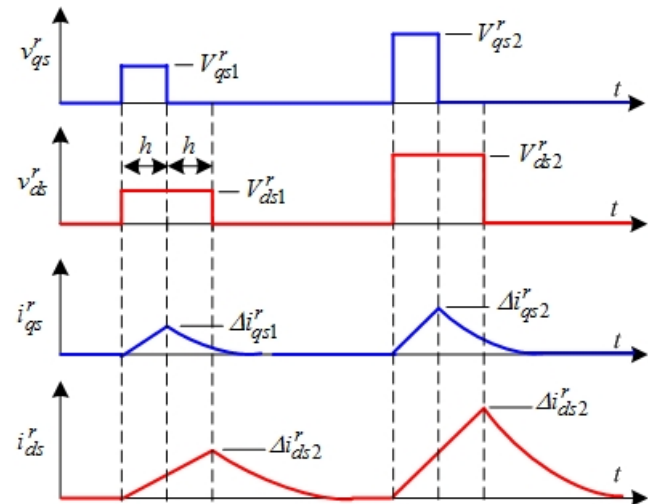 v^r_qs
V^r_qs1
V^r_qs2
t
v^r_ds
h
h
V^r_ds1
V^r_ds2
t
i^r_qs
Δi^r_qs1
Δi^r_qs2
t
i^r_ds
Δi^r_ds2
Δi^r_ds2
t